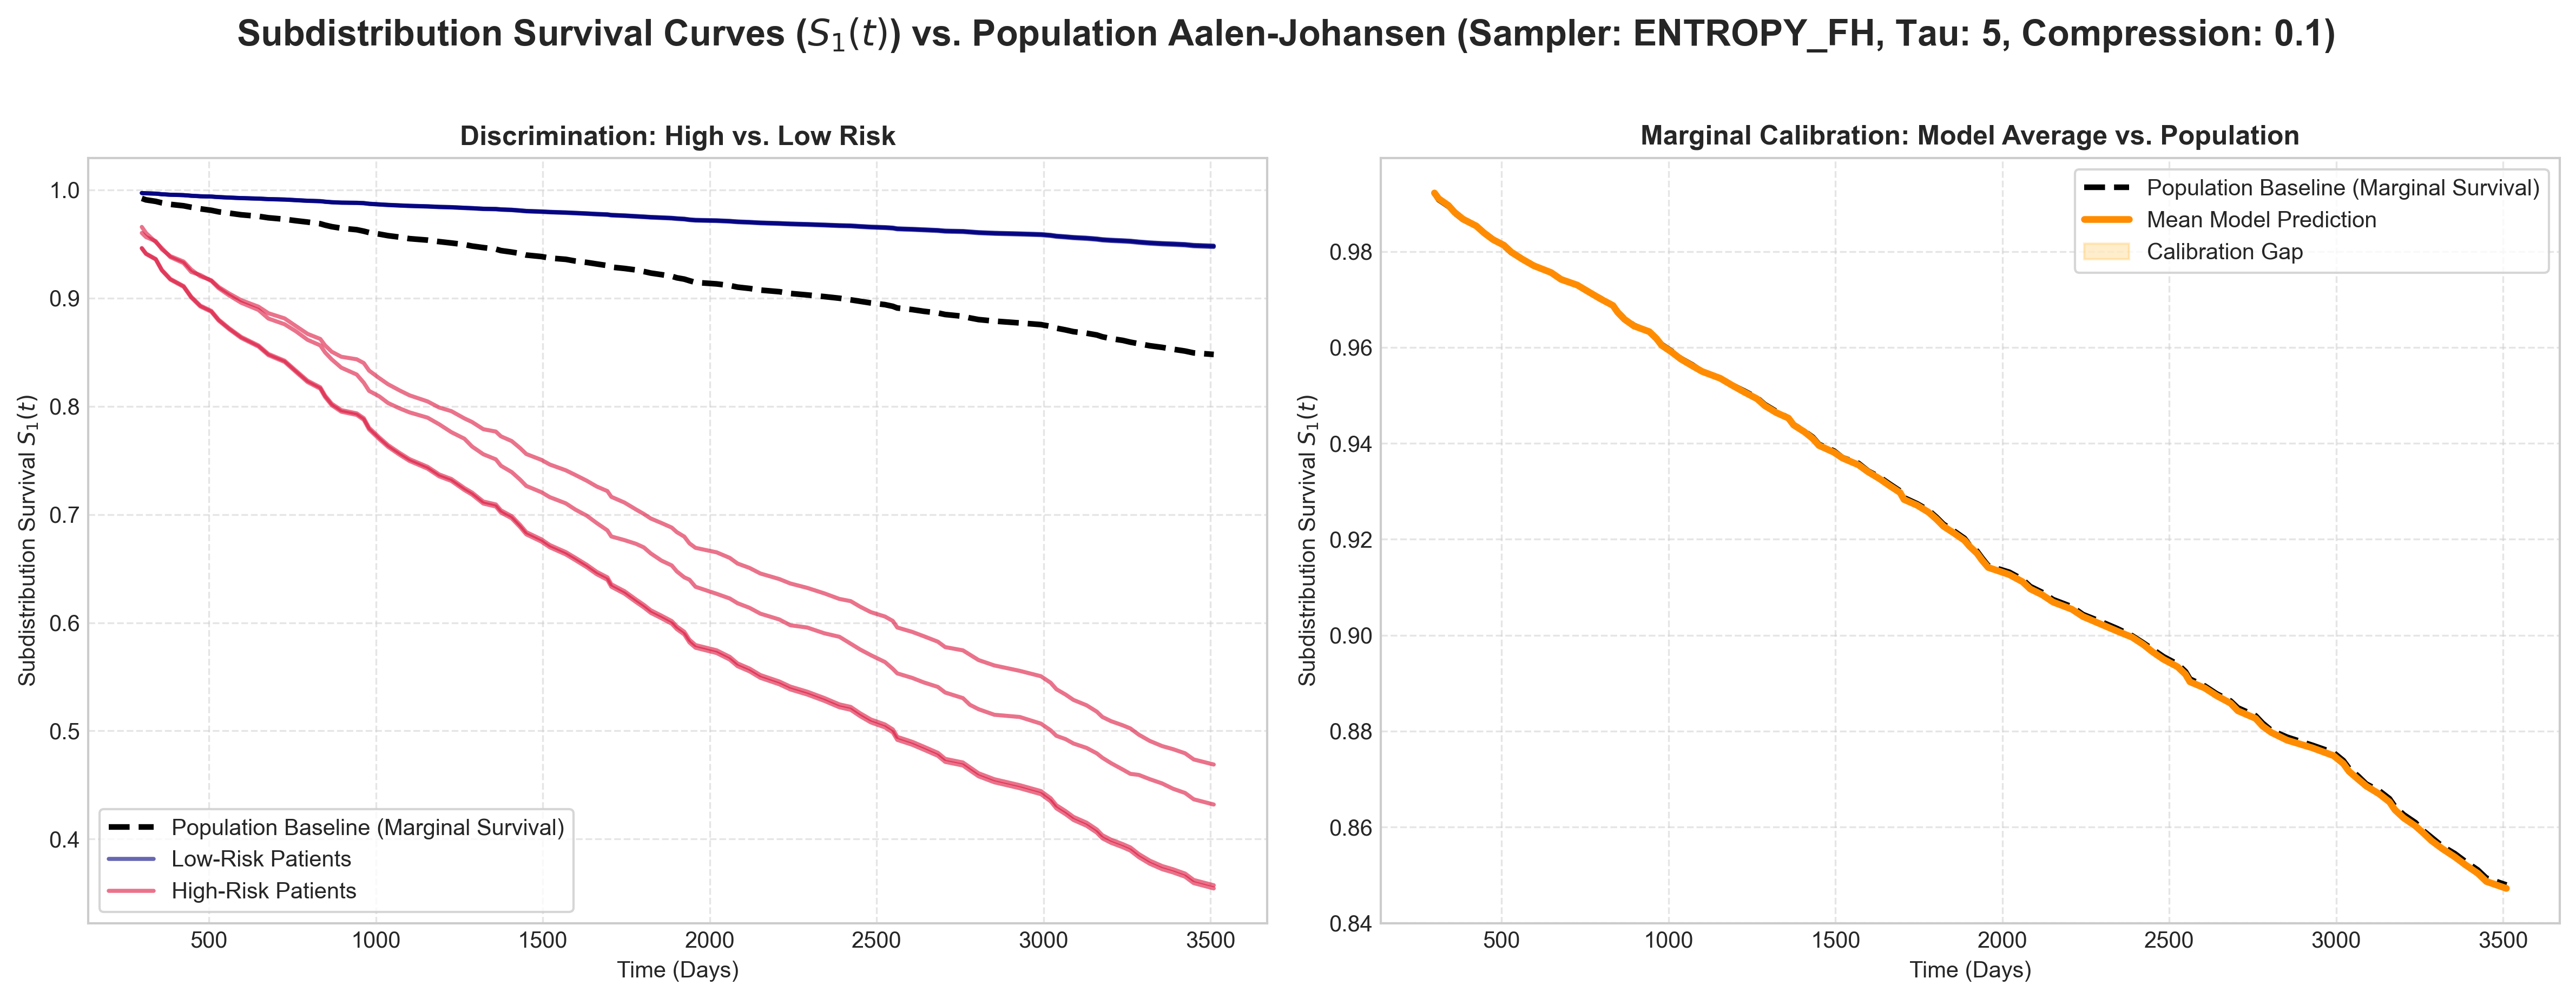 Subdistribution Survival Curves (S₁(t)) vs. Population Aalen-Johansen (Sampler: ENTROPY_FH, Tau: 5, Compression: 0.1)
Discrimination: High vs. Low Risk
Subdistribution Survival S₁(t)
1.0
0.9
0.8
0.7
0.6
0.5
0.4
Population Baseline (Marginal Survival)
Low-Risk Patients
High-Risk Patients
500 1000 1500 2000 2500 3000 3500
Time (Days)
Marginal Calibration: Model Average vs. Population
Subdistribution Survival S₁(t)
Population Baseline (Marginal Survival)
Mean Model Prediction
Calibration Gap
0.98
0.96
0.94
0.92
0.90
0.88
0.86
0.84
500 1000 1500 2000 2500 3000 3500
Time (Days)